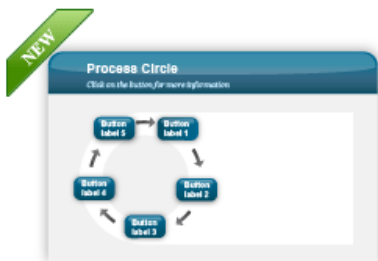 NEW
Process Circle
Click on the button for more information
Button
label 5
Button
label 1
Button
label 4
Button
label 2
Button
label 3